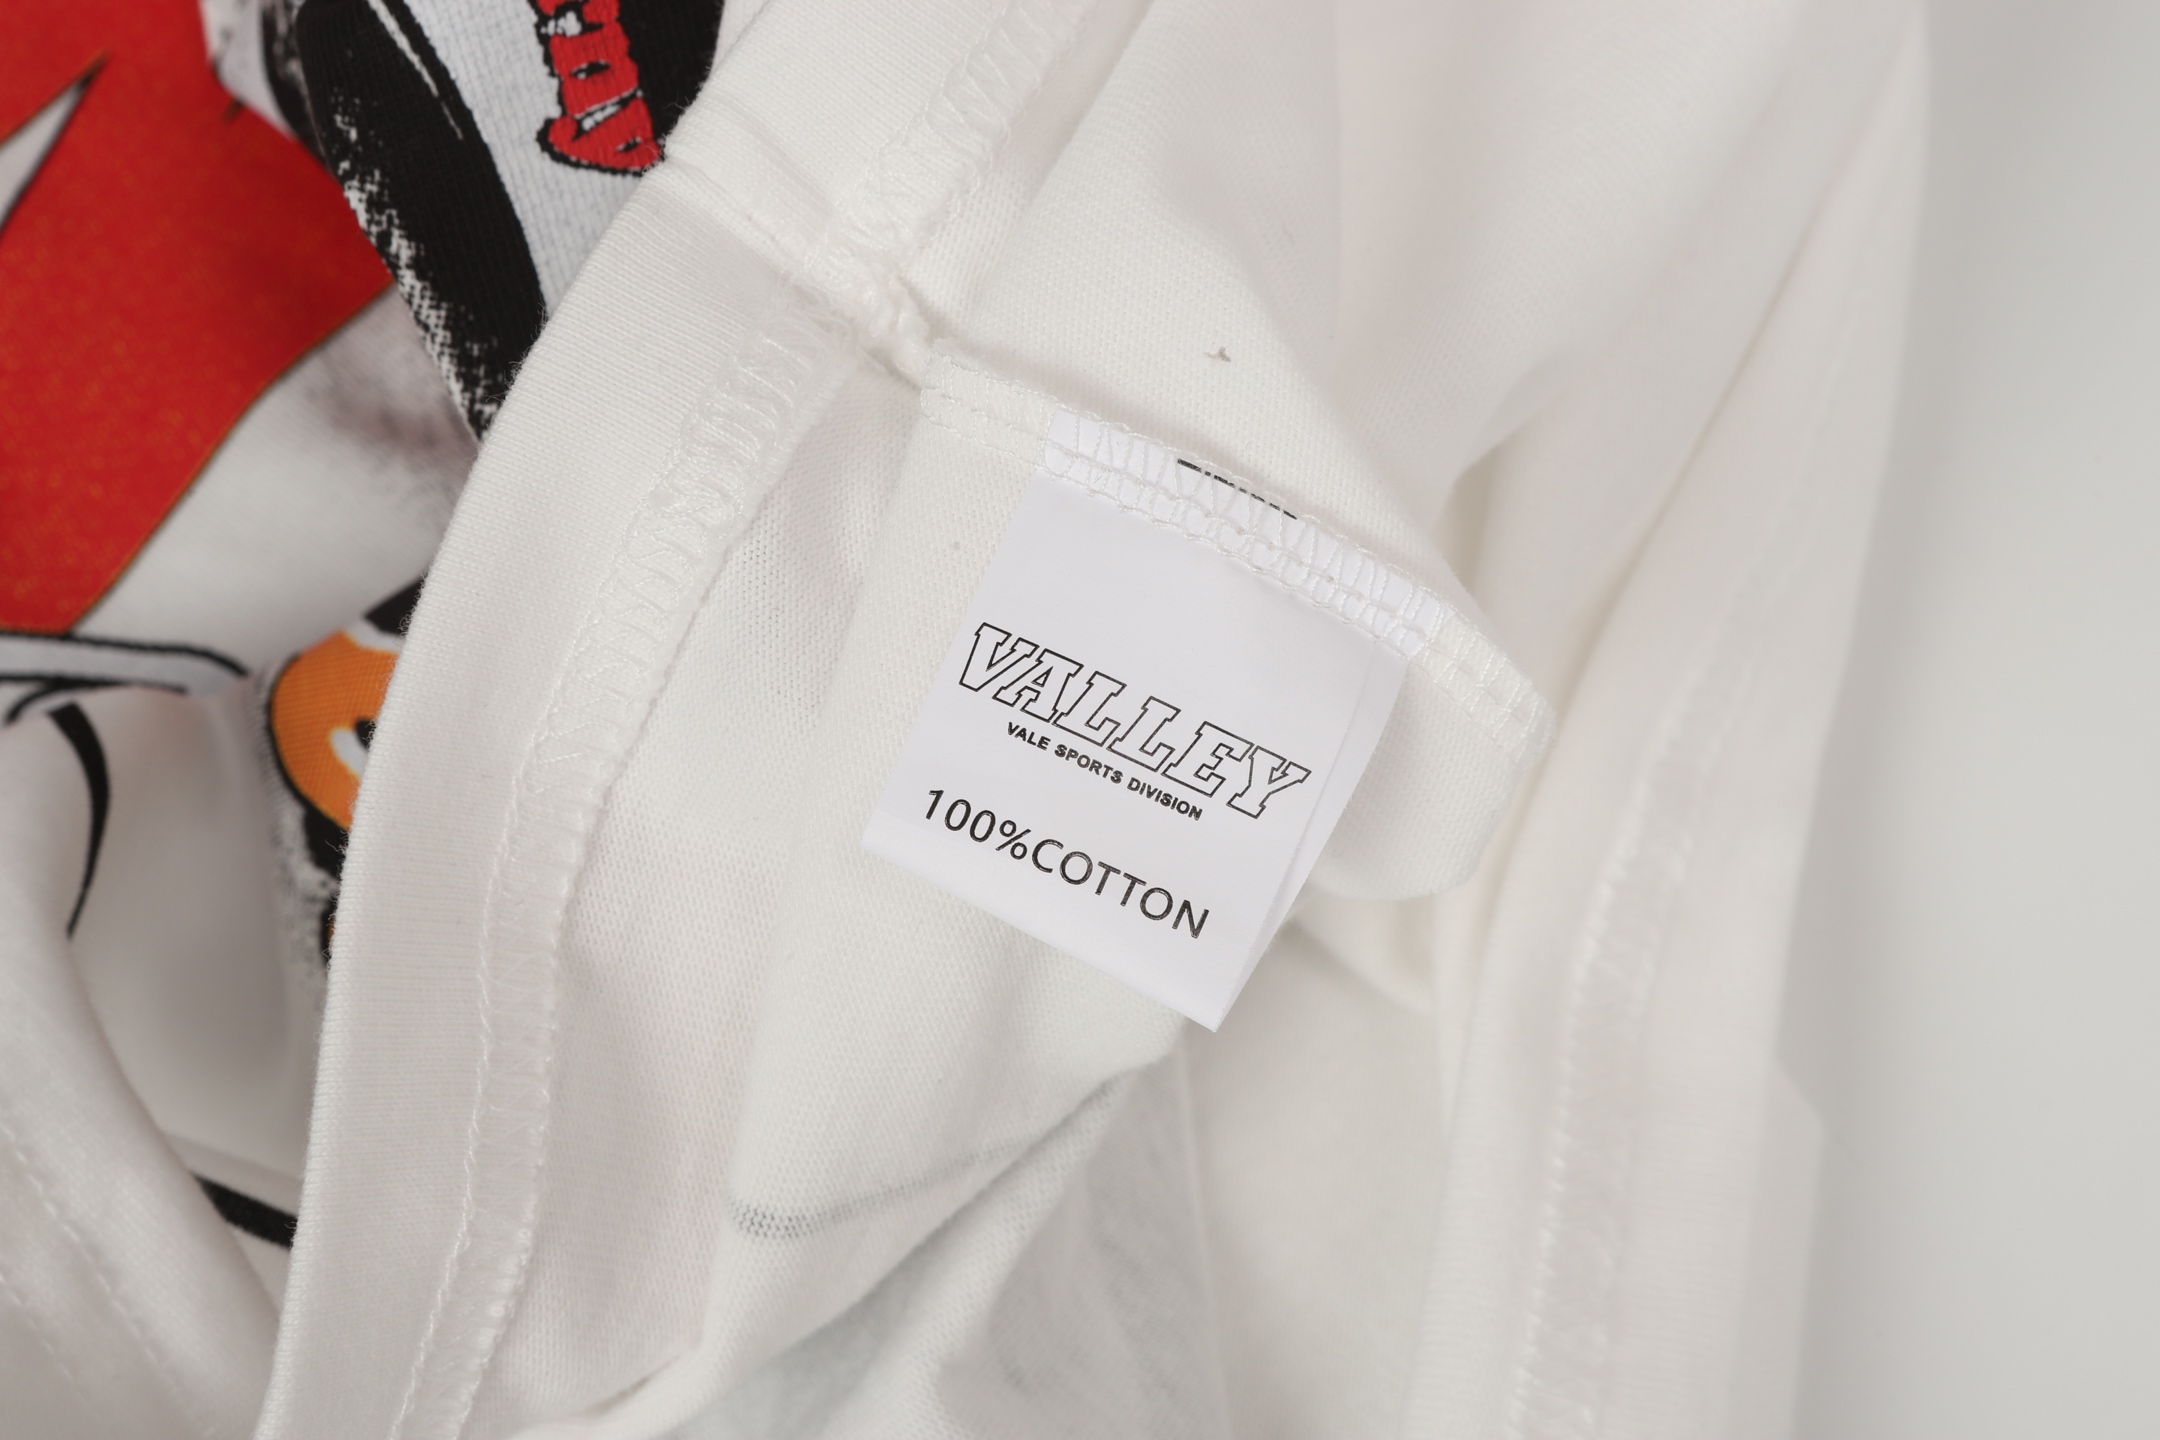 VALLEY
VALE SPORTS DIVISION
100%COTTON